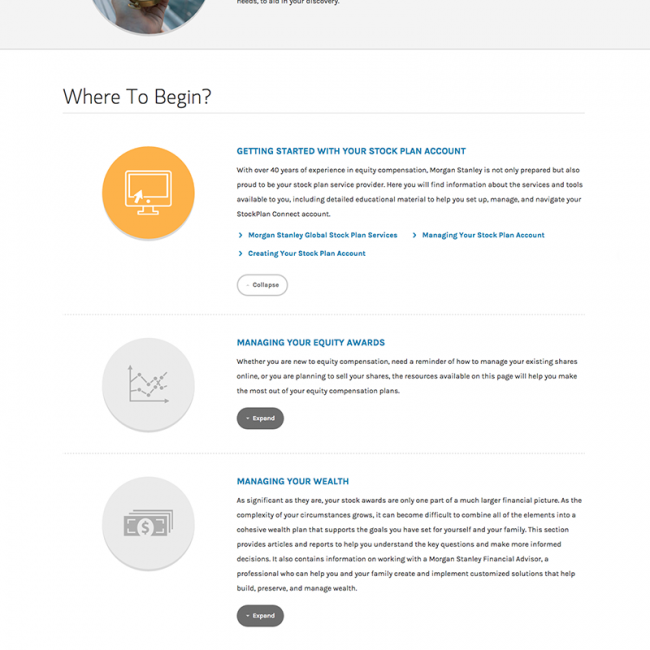 needs, to aid in your discovery.
Where To Begin?
GETTING STARTED WITH YOUR STOCK PLAN ACCOUNT
With over 40 years of experience in equity compensation, Morgan Stanley is not only prepared but also
proud to be your stock plan service provider. Here you will find information about the services and tools
available to you, including detailed educational material to help you set up, manage, and navigate your
StockPlan Connect account.
Morgan Stanley Global Stock Plan Services
Managing Your Stock Plan Account
Creating Your Stock Plan Account
- Collapse
MANAGING YOUR EQUITY AWARDS
Whether you are new to equity compensation, need a reminder of how to manage your existing shares
online, or you are planning to sell your shares, the resources available on this page will help you make
the most out of your equity compensation plans.
+ Expand
MANAGING YOUR WEALTH
As significant as they are, your stock awards are only one part of a much larger financial picture. As the
complexity of your circumstances grows, it can become difficult to combine all of the elements into a
cohesive wealth plan that supports the goals you have set for yourself and your family. This section
provides articles and reports to help you understand the key questions and make more informed
decisions. It also contains information on working with a Morgan Stanley Financial Advisor, a
professional who can help you and your family create and implement customized solutions that help
build, preserve, and manage wealth.
+ Expand